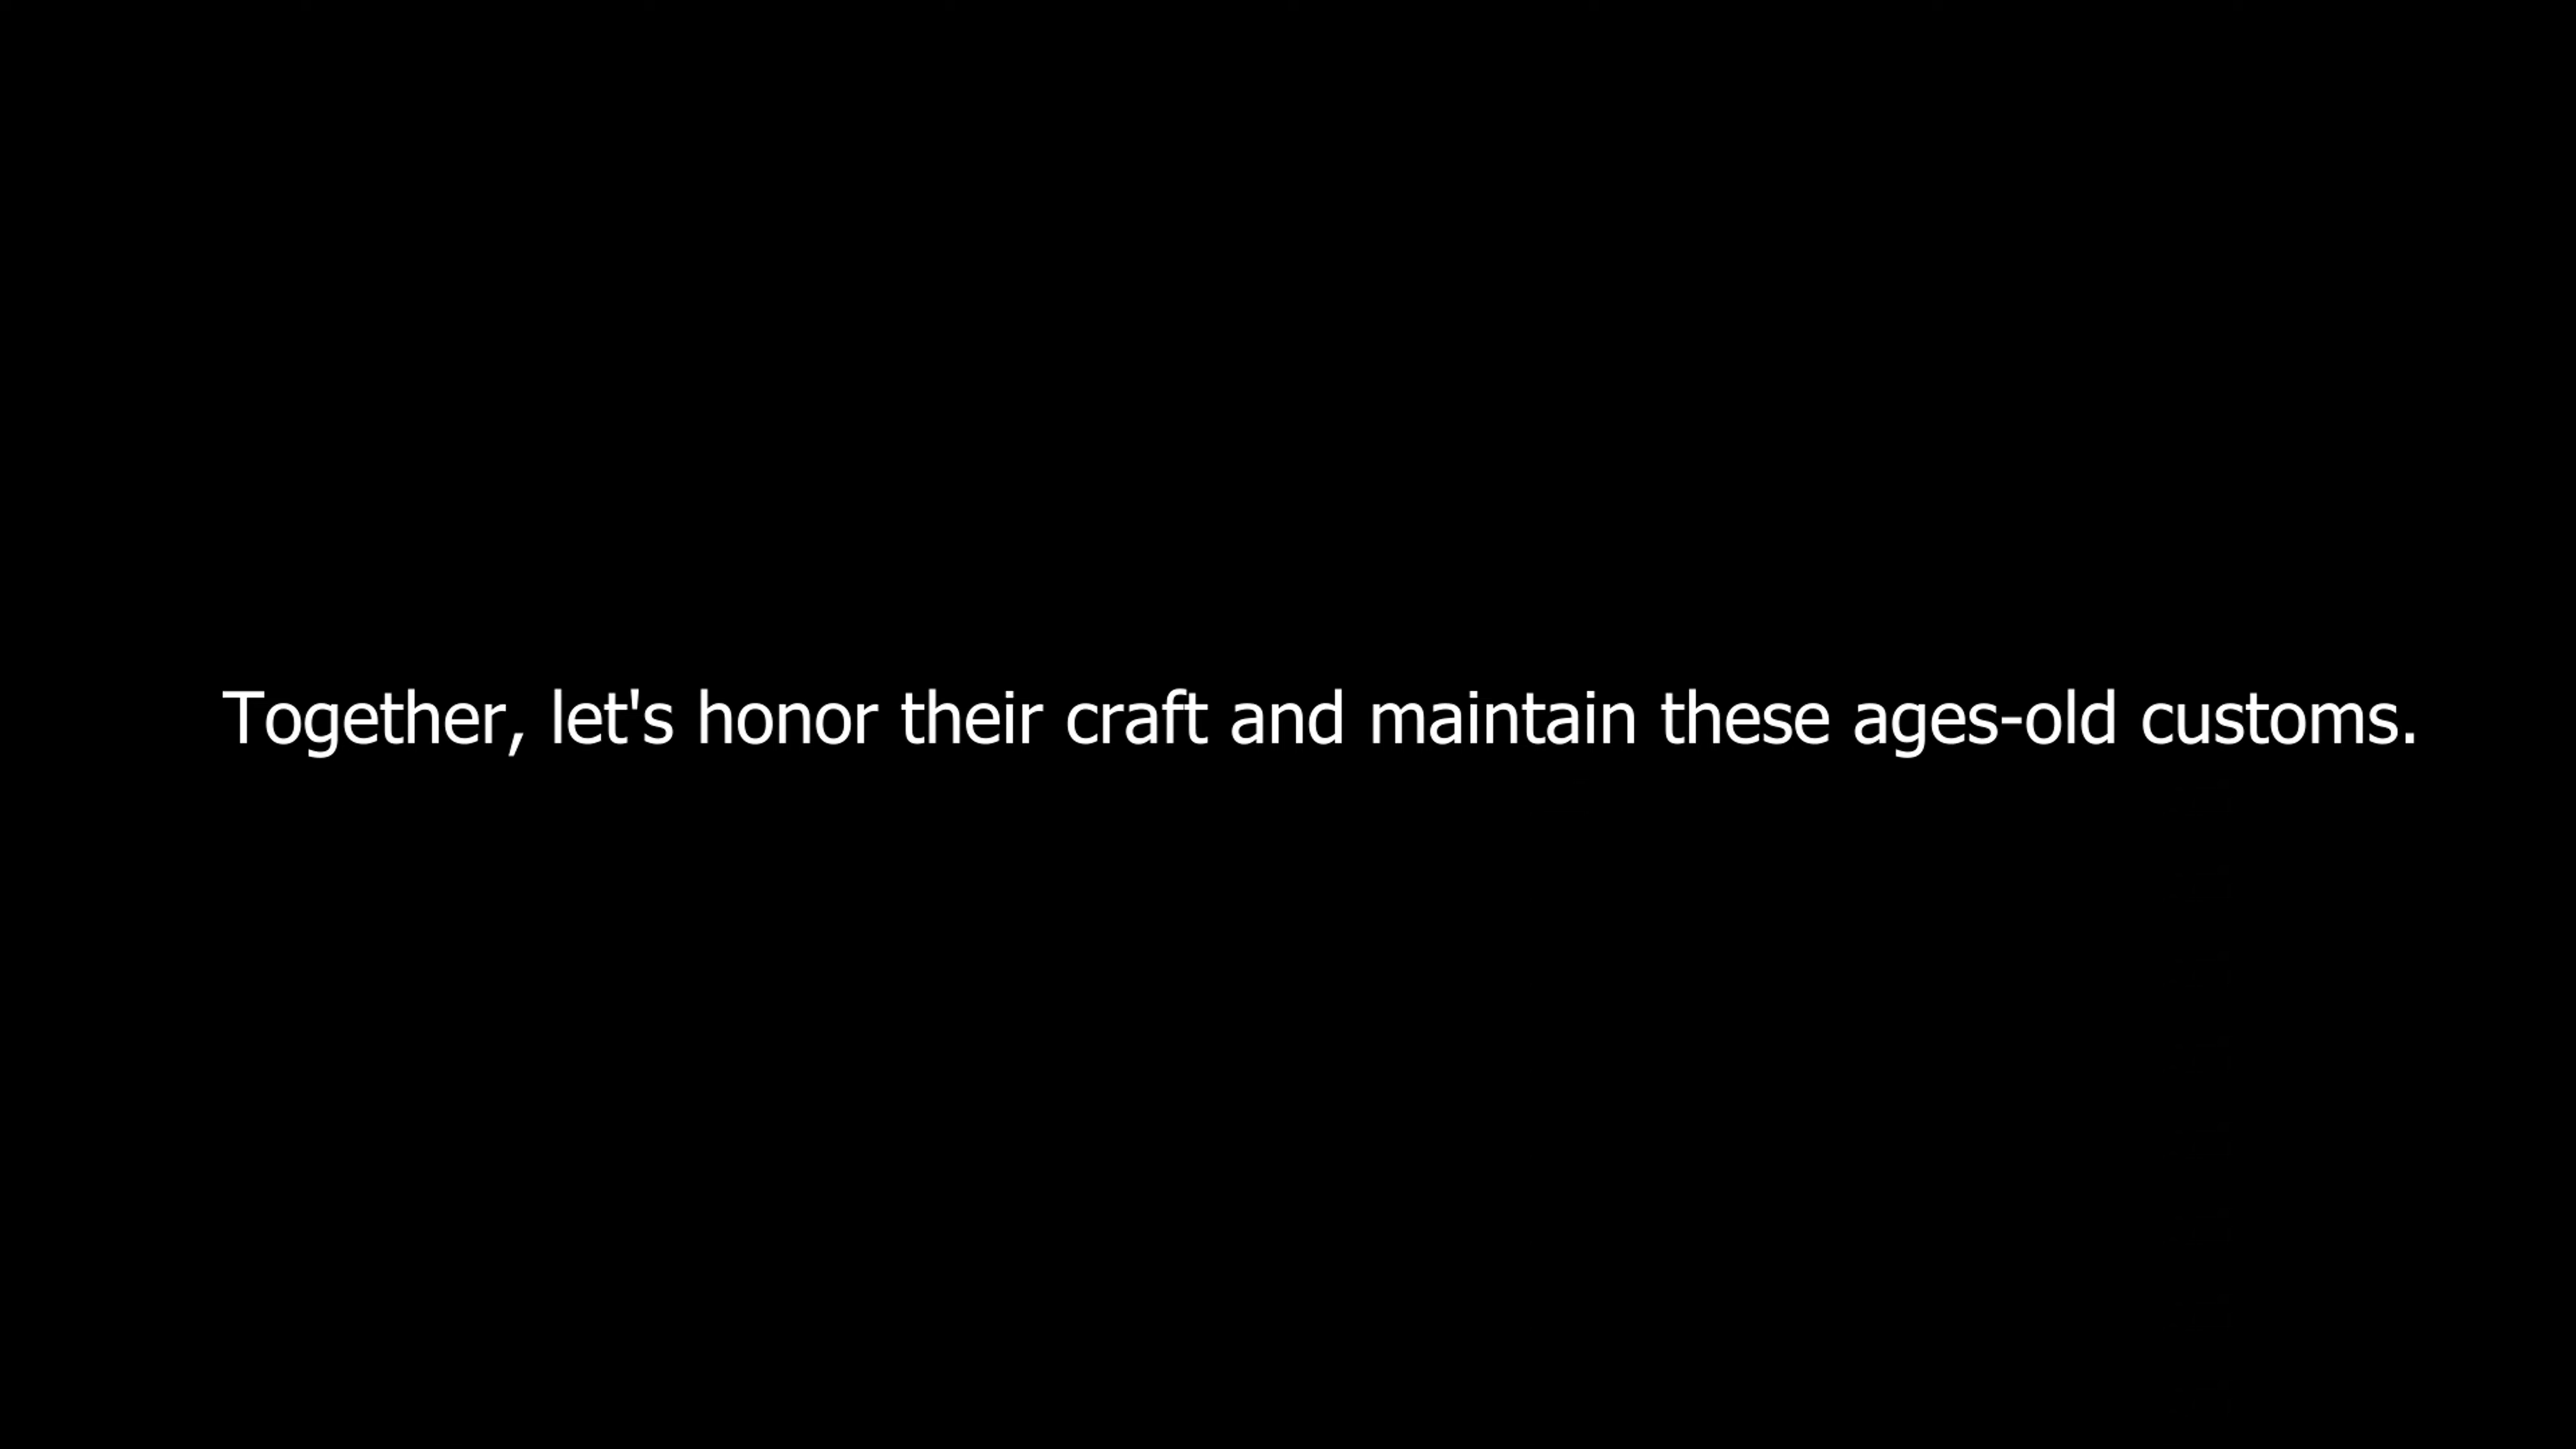 Together, let's honor their craft and maintain these ages-old customs.